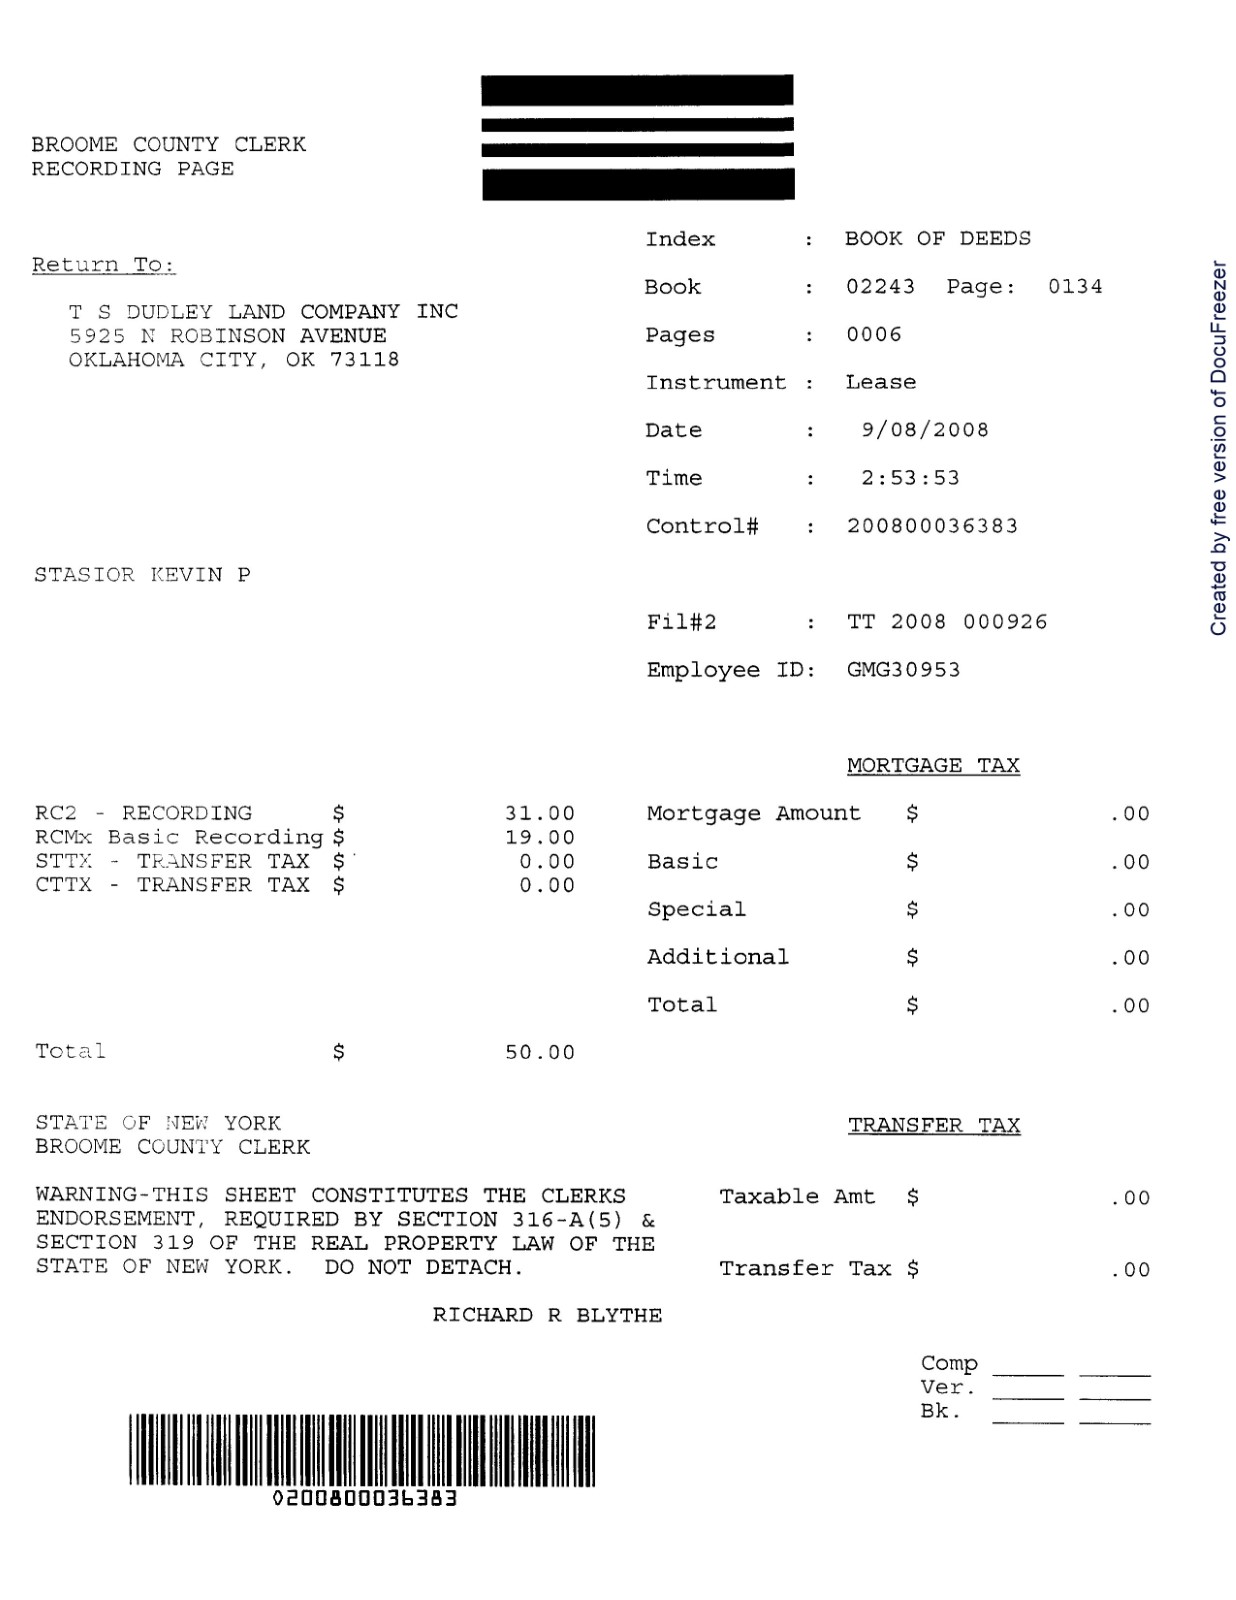 BROOME COUNTY CLERK
RECORDING PAGE
Return To:
T S DUDLEY LAND COMPANY INC
5925 N ROBINSON AVENUE
OKLAHOMA CITY, OK 73118
Index : BOOK OF DEEDS
Book : 02243 Page: 0134
Pages : 0006
Instrument : Lease
Date : 9/08/2008
Time : 2:53:53
Control# : 200800036383
STASIOR KEVIN P
Fil#2 : TT 2008 000926
Employee ID: GMG30953
MORTGAGE TAX
RC2 - RECORDING $ 31.00
RCMx Basic Recording $ 19.00
STTX - TRANSFER TAX $ 0.00
CTTX - TRANSFER TAX $ 0.00
Mortgage Amount $ .00
Basic $ .00
Special $ .00
Additional $ .00
Total $ .00
Total $ 50.00
STATE OF NEW YORK
BROOME COUNTY CLERK
WARNING-THIS SHEET CONSTITUTES THE CLERKS
ENDORSEMENT, REQUIRED BY SECTION 316-A(5) &
SECTION 319 OF THE REAL PROPERTY LAW OF THE
STATE OF NEW YORK. DO NOT DETACH.
RICHARD R BLYTHE
TRANSFER TAX
Taxable Amt $ .00
Transfer Tax $ .00
Comp
Ver.
Bk.
0200800036383
Created by free version of DocuFreezer